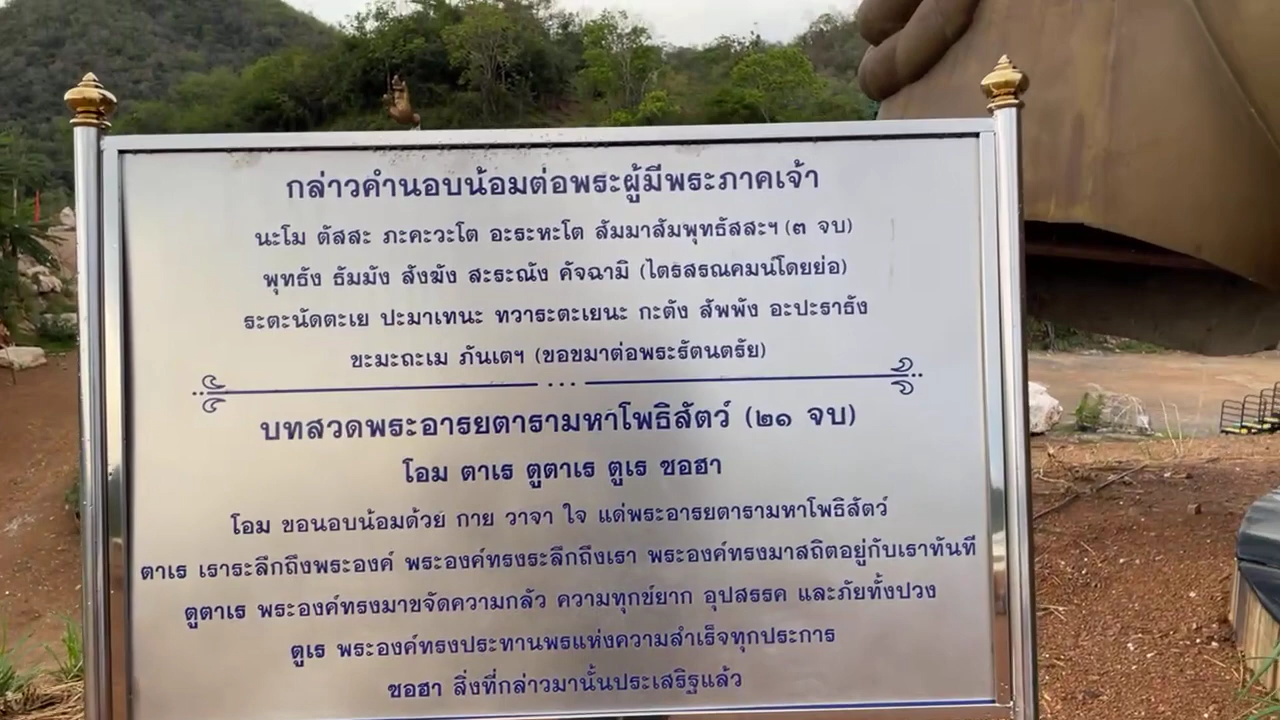 กล่าวคำนอบน้อมต่อพระผู้มีพระภาคเจ้า
นะโม ตัสสะ ภะคะวะโต อะระหะโต สัมมาสัมพุทธัสสะฯ (๓ จบ)
พุทธัง ธัมมัง สังฆัง สะระณัง คัจฉามิ (ไตรสรณคมน์โดยย่อ)
ระตะนัตตะเย ปะมาเทนะ ทวาระตะเยนะ กะตัง สัพพัง อะปะราธัง
ขะมะถะเม ภันเตฯ (ขอขมาต่อพระรัตนตรัย)
บทสวดพระอารยตารามหาโพธิสัตว์ (๒๑ จบ)
โอม ตาเร ตูตาเร ตูเร ซอฮา
โอม ขอนอบน้อมด้วย กาย วาจา ใจ แด่พระอารยตารามหาโพธิสัตว์
ตาเร เราระลึกถึงพระองค์ พระองค์ทรงระลึกถึงเรา พระองค์ทรงมาสถิตอยู่กับเราทันที
ตูตาเร พระองค์ทรงมาขจัดความกลัว ความทุกข์ยาก อุปสรรค และภัยทั้งปวง
ตูเร พระองค์ทรงประทานพรแห่งความสำเร็จทุกประการ
ซอฮา สิ่งที่กล่าวมานั้นประเสริฐแล้ว